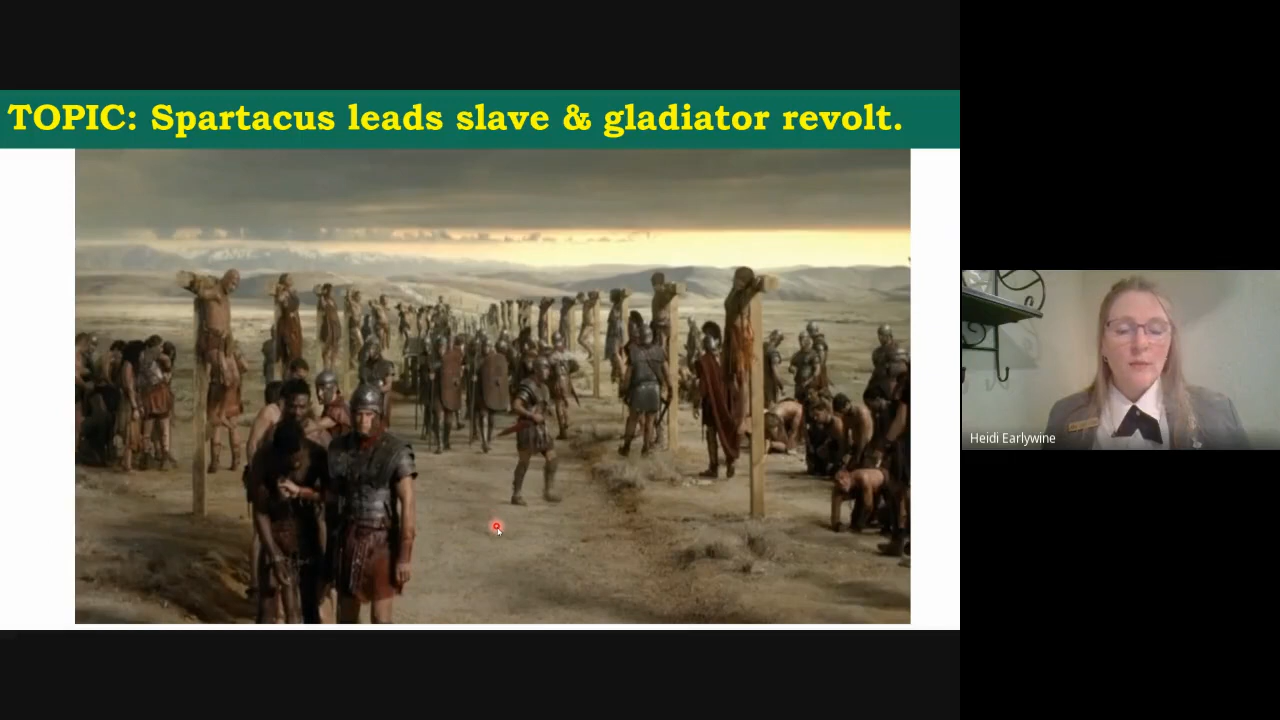 TOPIC: Spartacus leads slave & gladiator revolt.
Heidi Earlywine